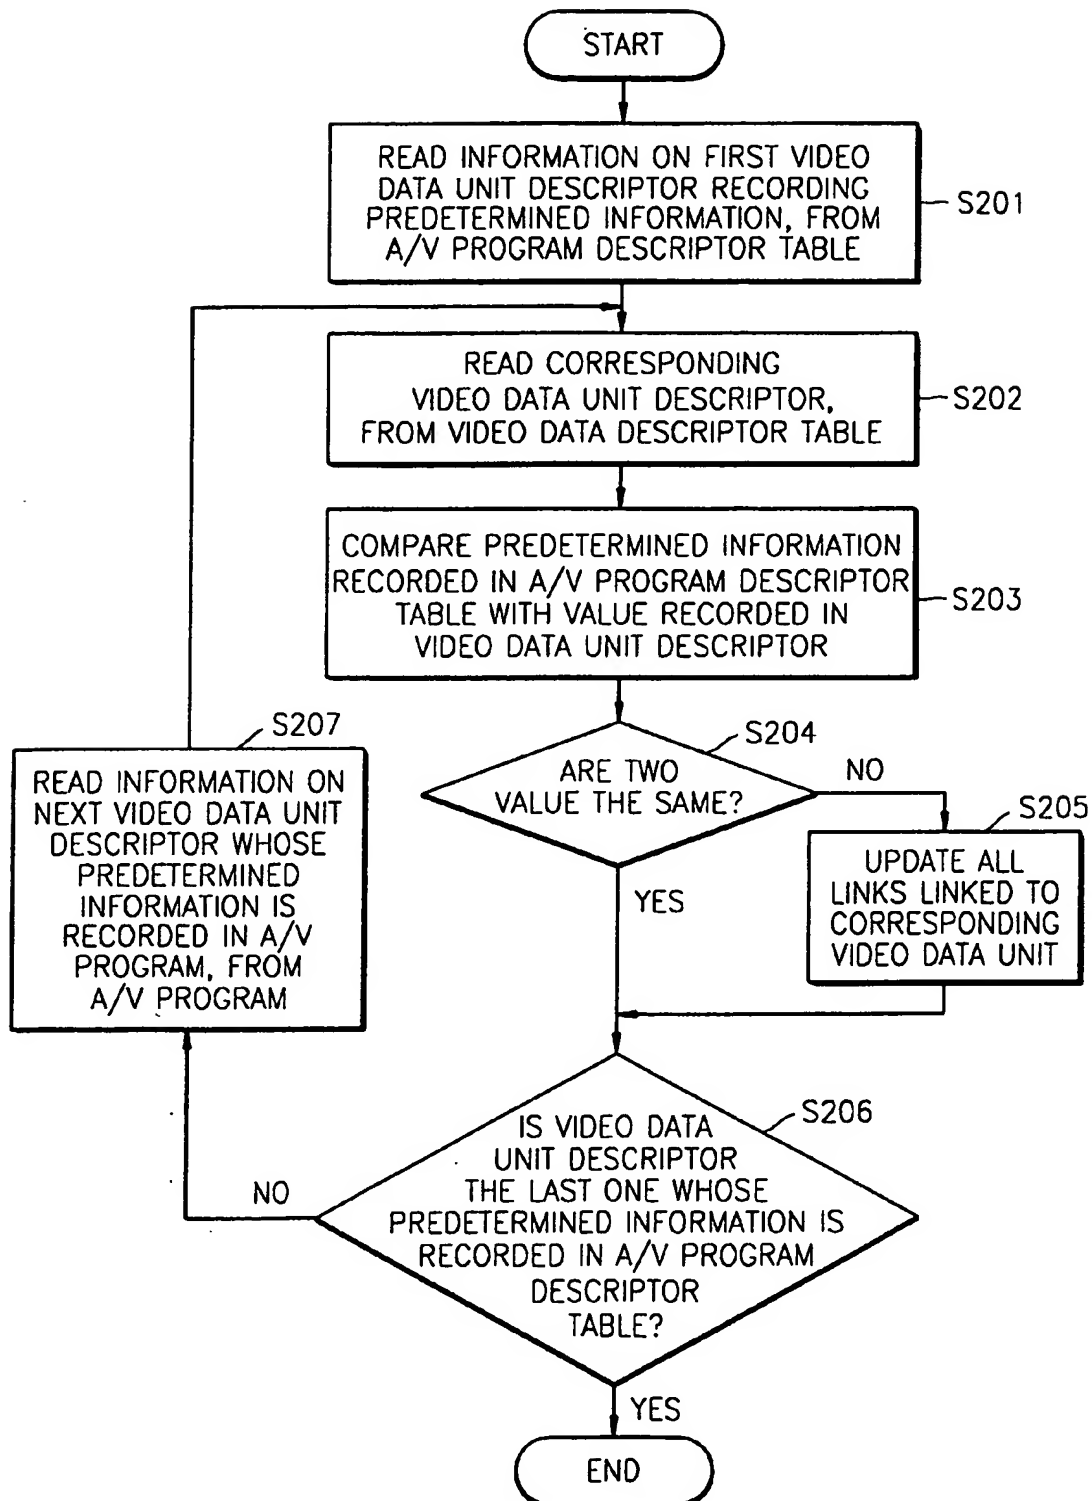 START
READ INFORMATION ON FIRST VIDEO
DATA UNIT DESCRIPTOR RECORDING
PREDETERMINED INFORMATION, FROM
A/V PROGRAM DESCRIPTOR TABLE
S201
READ CORRESPONDING
VIDEO DATA UNIT DESCRIPTOR,
FROM VIDEO DATA DESCRIPTOR TABLE
S202
COMPARE PREDETERMINED INFORMATION
RECORDED IN A/V PROGRAM DESCRIPTOR
TABLE WITH VALUE RECORDED IN
VIDEO DATA UNIT DESCRIPTOR
S203
ARE TWO
VALUE THE SAME?
S204
NO
YES
UPDATE ALL
LINKS LINKED TO
CORRESPONDING
VIDEO DATA UNIT
S205
IS VIDEO DATA
UNIT DESCRIPTOR
THE LAST ONE WHOSE
PREDETERMINED INFORMATION IS
RECORDED IN A/V PROGRAM
DESCRIPTOR
TABLE?
S206
NO
READ INFORMATION ON
NEXT VIDEO DATA UNIT
DESCRIPTOR WHOSE
PREDETERMINED
INFORMATION IS
RECORDED IN A/V
PROGRAM, FROM
A/V PROGRAM
S207
YES
END